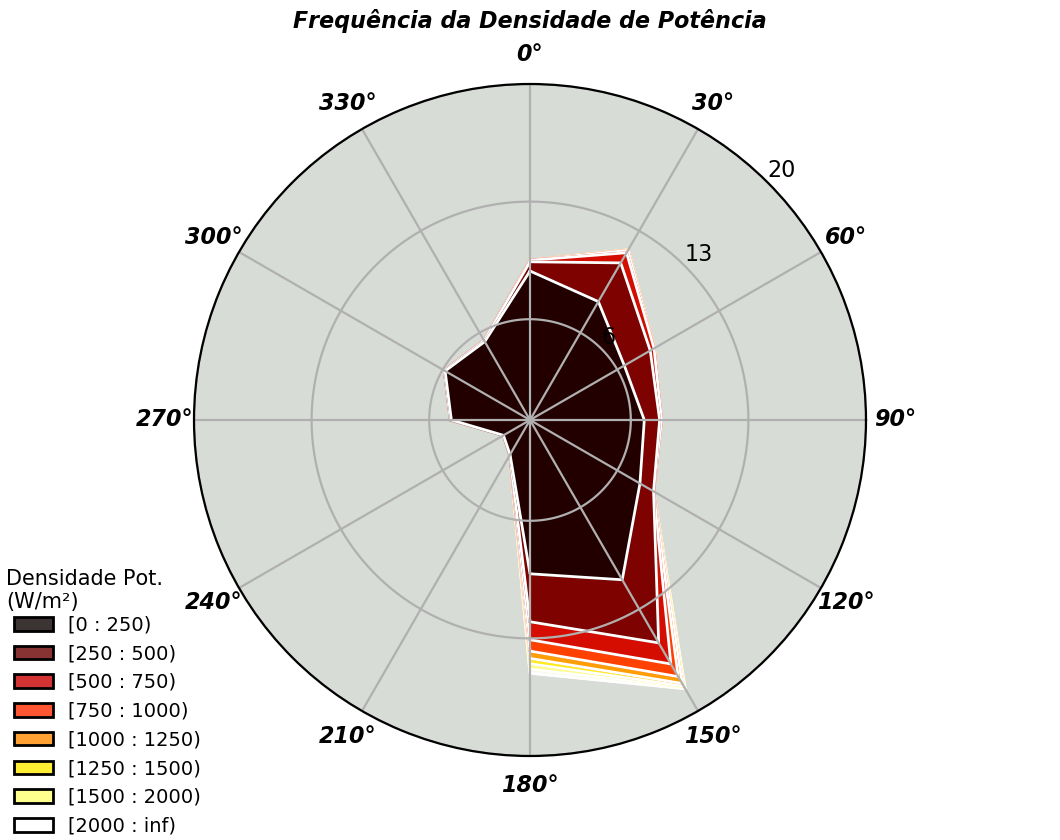 Frequência da Densidade de Potência
0°
330°
30°
20
300°
60°
13
6
270°
90°
240°
120°
210°
150°
180°
Densidade Pot.
(W/m²)
[0 : 250)
[250 : 500)
[500 : 750)
[750 : 1000)
[1000 : 1250)
[1250 : 1500)
[1500 : 2000)
[2000 : inf)